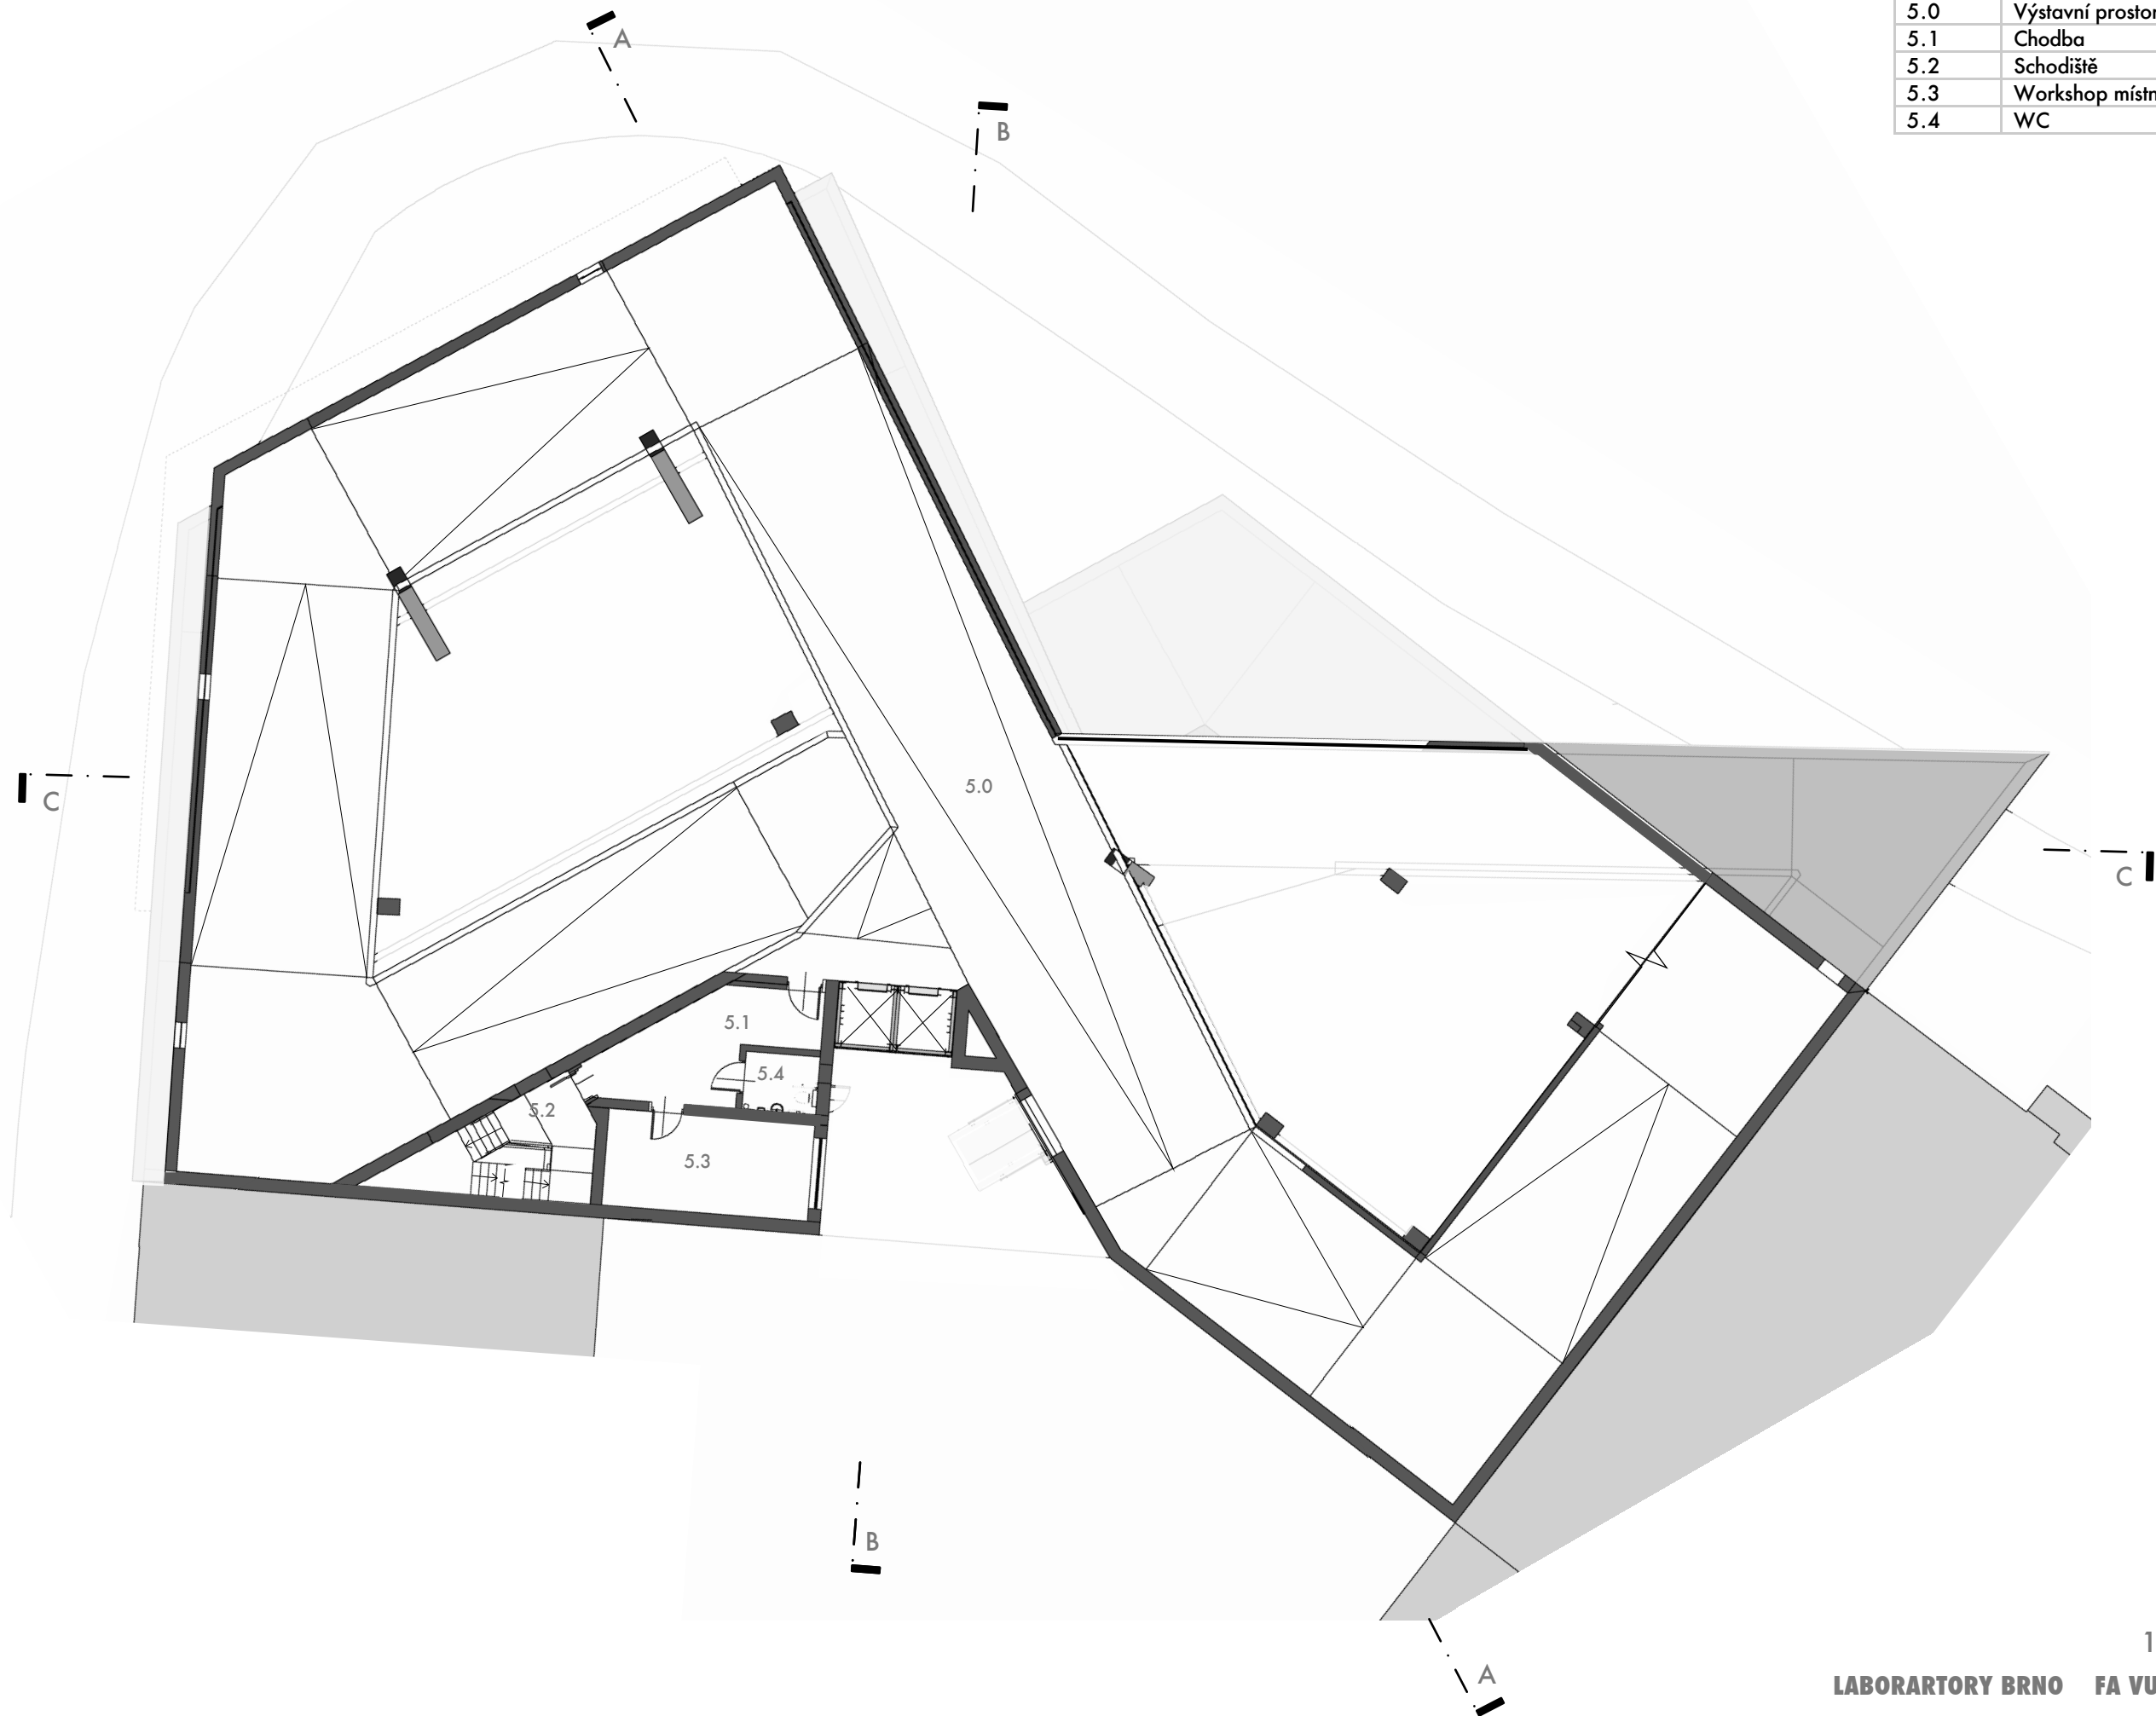 5.0 Výstavní prostor
5.1 Chodba
5.2 Schodiště
5.3 Workshop místn
5.4 WC
A
B
5.0
C
C
5.1
5.4
5.2
5.3
B
A
1
LABORARTORY BRNO FA VU